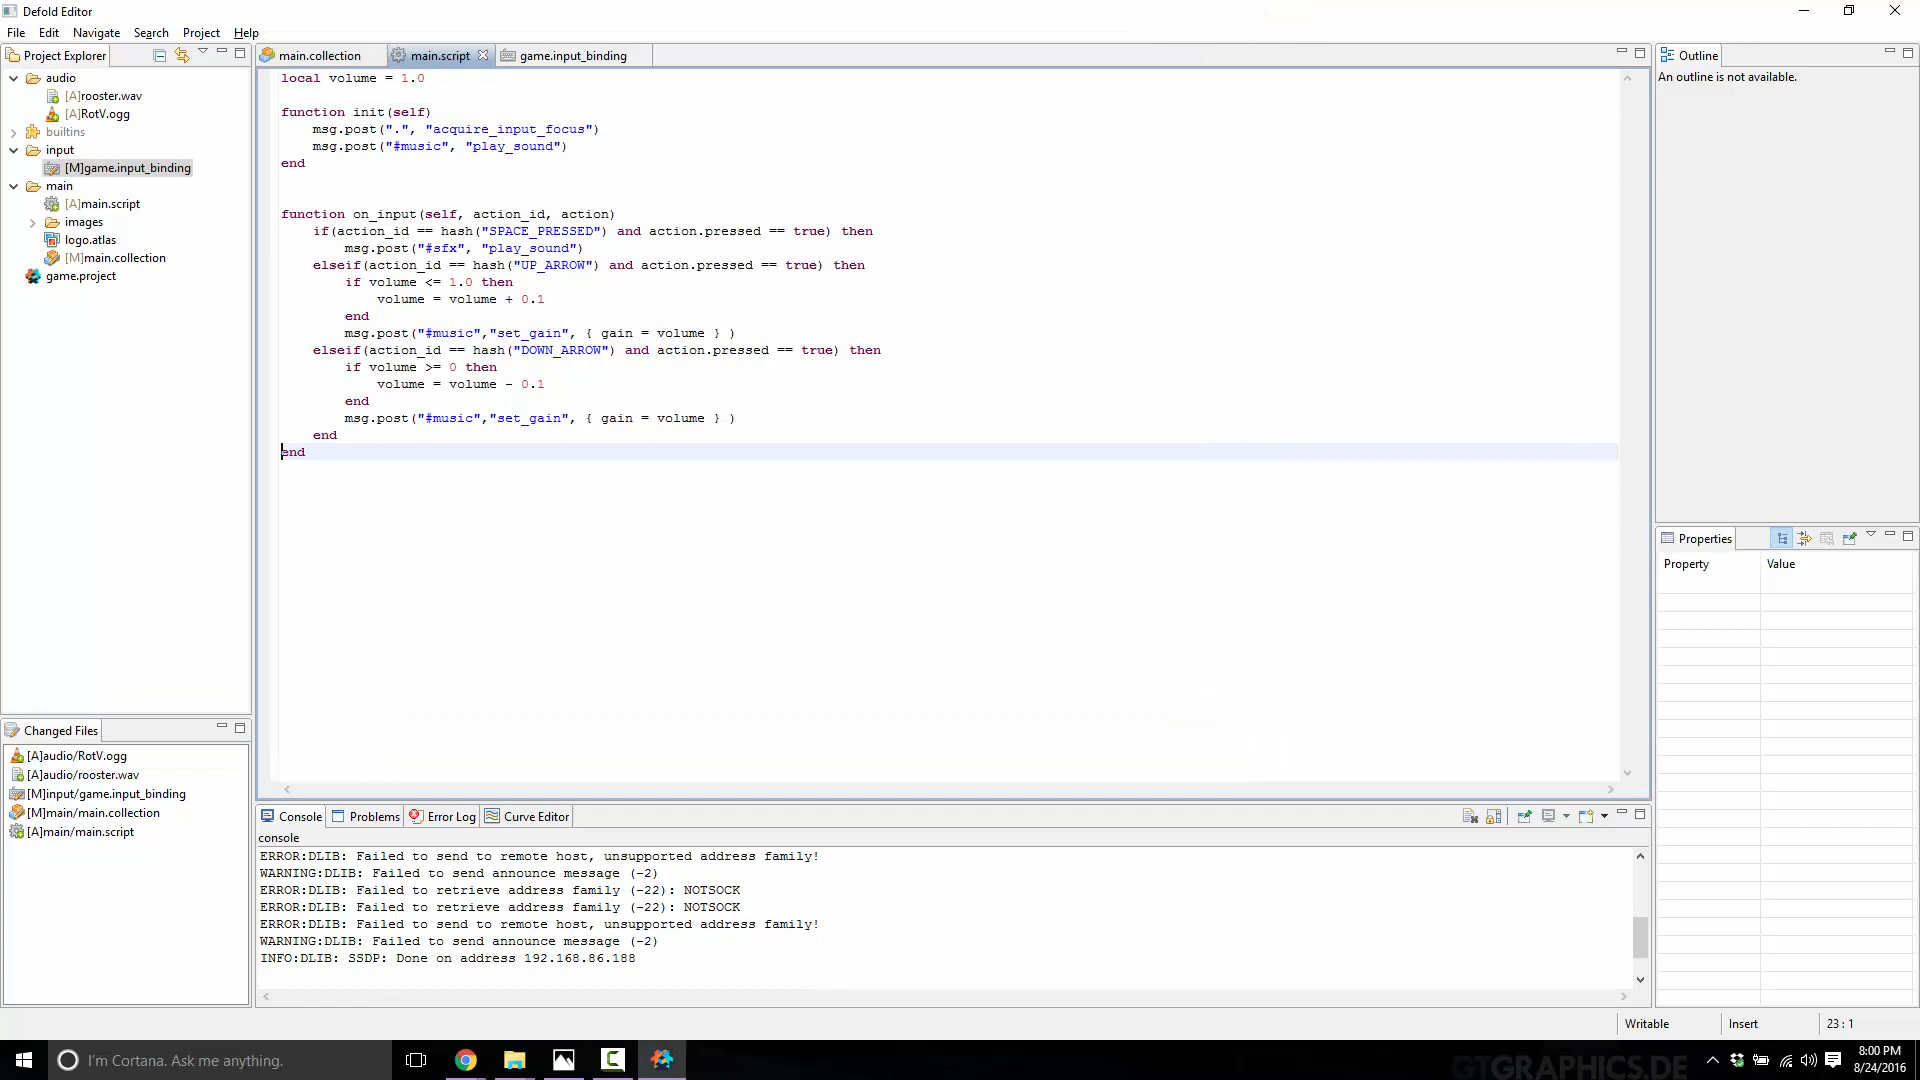 Defold Editor
File Edit Navigate Search Project Help
Project Explorer
audio
[A]rooster.wav
[A]RotV.ogg
builtins
input
[M]game.input_binding
main
[A]main.script
images
logo.atlas
[M]main.collection
game.project
Changed Files
[A]audio/RotV.ogg
[A]audio/rooster.wav
[M]input/game.input_binding
[M]main/main.collection
[A]main/main.script
main.collection main.script game.input_binding
local volume = 1.0
function init(self)
msg.post(".", "acquire_input_focus")
msg.post("#music", "play_sound")
end
function on_input(self, action_id, action)
if(action_id == hash("SPACE_PRESSED") and action.pressed == true) then
msg.post("#sfx", "play_sound")
elseif(action_id == hash("UP_ARROW") and action.pressed == true) then
if volume <= 1.0 then
volume = volume + 0.1
end
msg.post("#music","set_gain", { gain = volume } )
elseif(action_id == hash("DOWN_ARROW") and action.pressed == true) then
if volume >= 0 then
volume = volume - 0.1
end
msg.post("#music","set_gain", { gain = volume } )
end
end
Console Problems Error Log Curve Editor
console
ERROR:DLIB: Failed to send to remote host, unsupported address family!
WARNING:DLIB: Failed to send announce message (-2)
ERROR:DLIB: Failed to retrieve address family (-22): NOTSOCK
ERROR:DLIB: Failed to retrieve address family (-22): NOTSOCK
ERROR:DLIB: Failed to send to remote host, unsupported address family!
WARNING:DLIB: Failed to send announce message (-2)
INFO:DLIB: SSDP: Done on address 192.168.86.188
Outline
An outline is not available.
Properties
Property Value
Writable Insert 23 : 1
I'm Cortana. Ask me anything.
GTGRAPHICS.DE
8:00 PM
8/24/2016